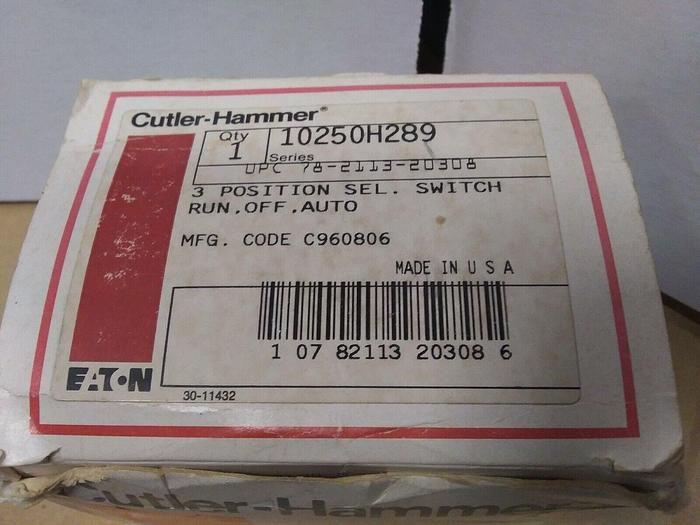 Cutler-Hammer®
Qty 1
10250H289
Series
UPC 78-2113-20308
3 POSITION SEL. SWITCH
RUN,OFF,AUTO
MFG. CODE C960806
MADE IN U S A
1 07 82113 20308 6
EATON
30-11432
Cutler-Hammer